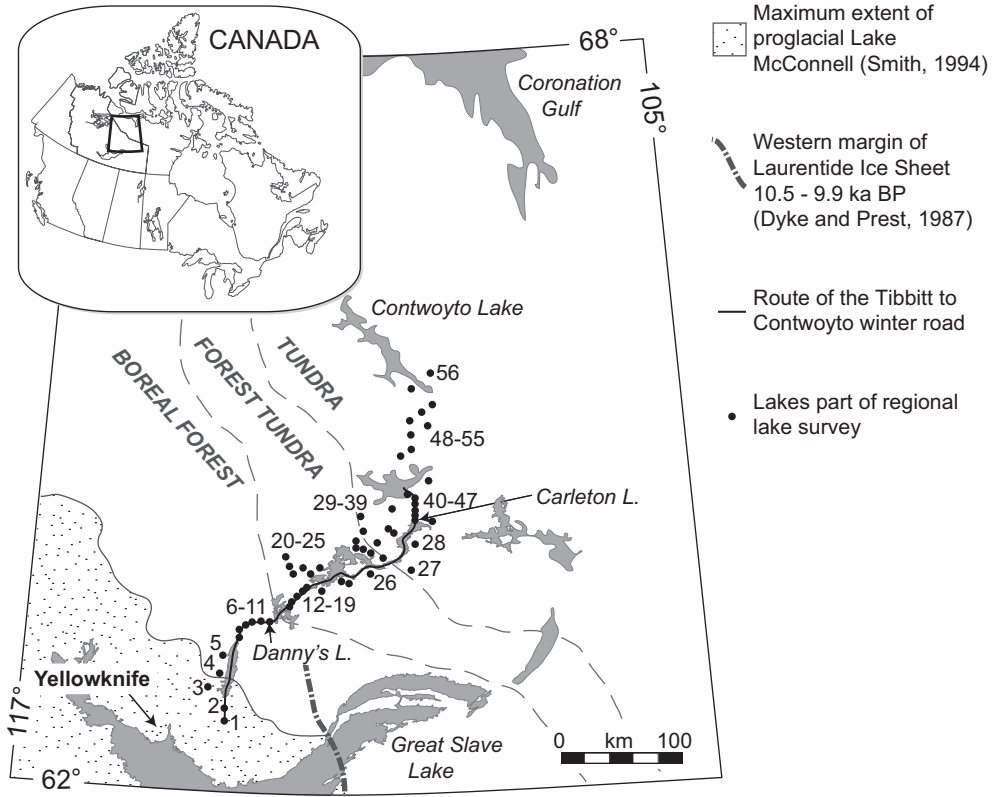 CANADA
68°
105°
Coronation
Gulf
Maximum extent of
proglacial Lake
McConnell (Smith, 1994)
Western margin of
Laurentide Ice Sheet
10.5 - 9.9 ka BP
(Dyke and Prest, 1987)
Route of the Tibbitt to
Contwoyto winter road
Lakes part of regional
lake survey
Contwoyto Lake
BOREAL FOREST
FOREST TUNDRA
TUNDRA
56
48-55
29-39
40-47
Carleton L.
20-25
28
27
26
6-11
12-19
5
Danny's L.
4
Yellowknife
3
2
1
117°
Great Slave
Lake
0 km 100
62°